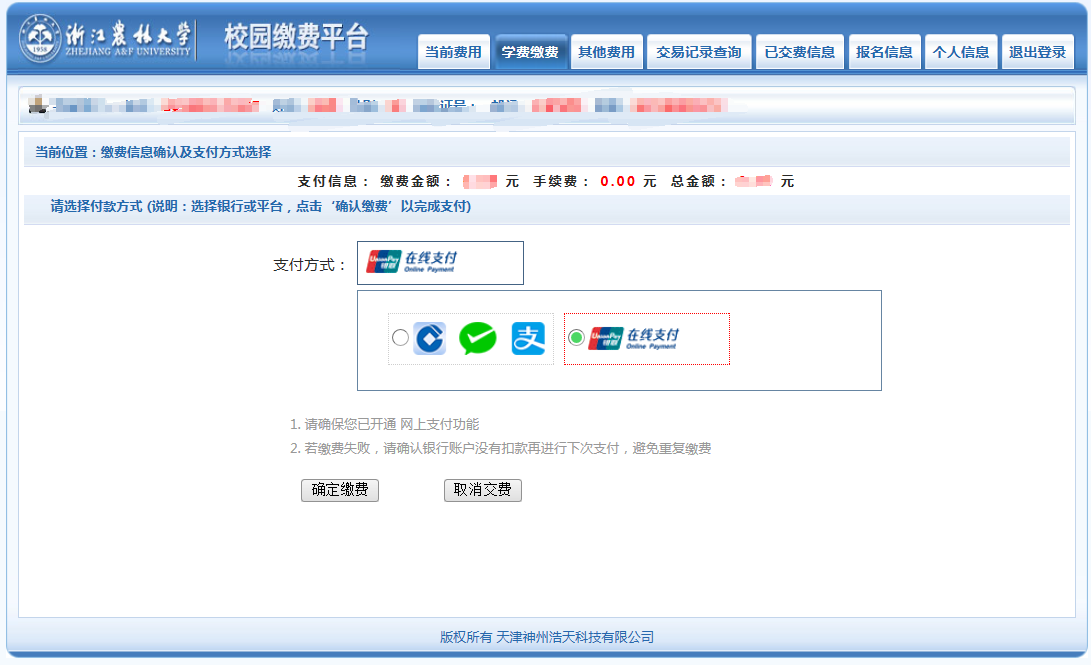 浙江农林大学
ZHEJIANG A&F UNIVERSITY
1958
校园缴费平台
当前费用 学费缴费 其他费用 交易记录查询 已交费信息 报名信息 个人信息 退出登录
证号：
当前位置：缴费信息确认及支付方式选择
支付信息： 缴费金额： 元 手续费： 0.00 元 总金额： 元
请选择付款方式 (说明：选择银行或平台，点击‘确认缴费’以完成支付)
支付方式： UnionPay 银联 在线支付 Online Payment
支 UnionPay 银联 在线支付 Online Payment
1. 请确保您已开通 网上支付功能
2. 若缴费失败，请确认银行账户没有扣款再进行下次支付，避免重复缴费
确定缴费 取消交费
版权所有 天津神州浩天科技有限公司